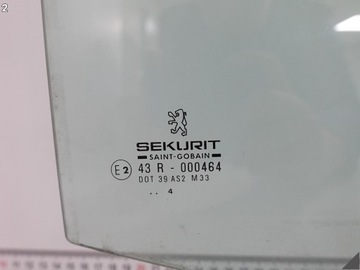 2
SEKURIT
SAINT-GOBAIN
E2 43 R - 000464
DOT 39 AS2 M33
.. 4